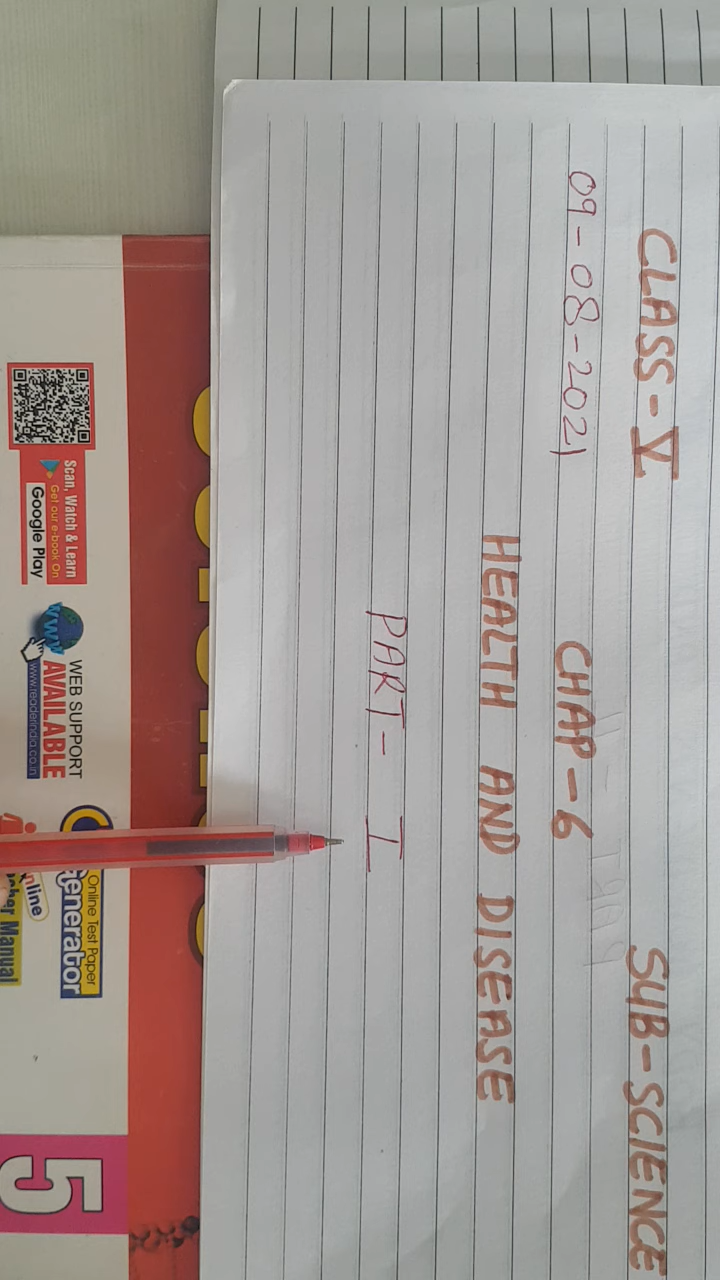 CLASS-V SUB-SCIENCE
09-08-2021 CHAP-6
HEALTH AND DISEASE
PART-I
Scan, Watch & Learn
Get our e-book On
Google Play
WEB SUPPORT
AVAILABLE
www.readerindia.co.in
Online Test Paper
Generator
Manual
5